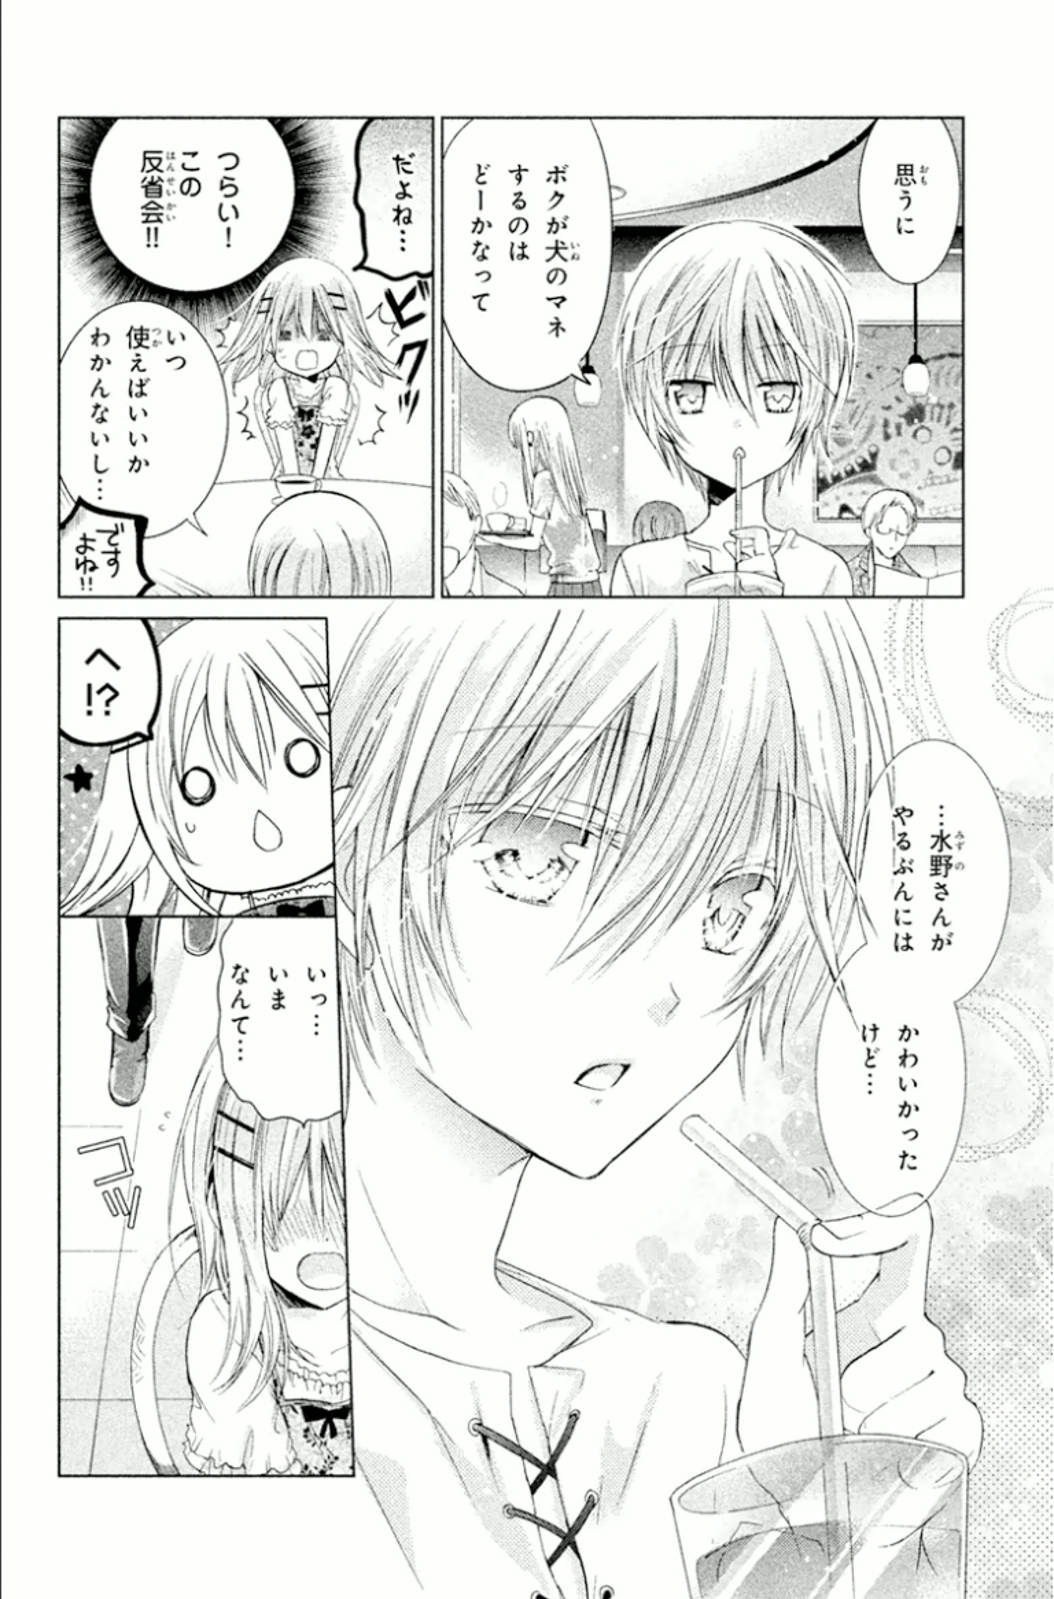 思うに
ボクが犬のマネ
するのは
どーかなって
だよね…
ビクッ
つらい！
この
反省会!!
いつ
使えばいいか
わかんないし…
です
よね!!
…水野さんが
やるぶんには
かわいかった
けど…
へ
!?
いっ…
いま
なんて…
コツ